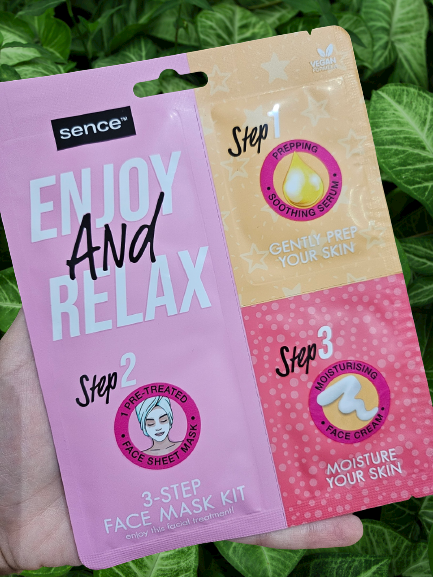 sence™
ENJOY
AND
RELAX
Step 1
PREPPING
• SOOTHING SERUM •
GENTLY PREP
YOUR SKIN
VEGAN
Step 2
1 PRE-TREATED
• FACE SHEET MASK •
3-STEP
FACE MASK KIT
enjoy this facial treatment!
Step 3
MOISTURISING
• FACE CREAM •
MOISTURE
YOUR SKIN